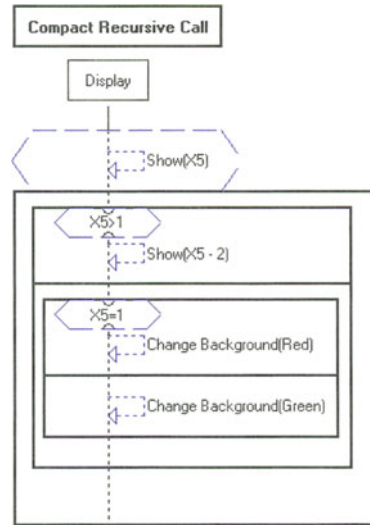 Compact Recursive Call
Display
Show(X5)
X5>1
Show(X5 - 2)
X5=1
Change Background(Red)
Change Background(Green)